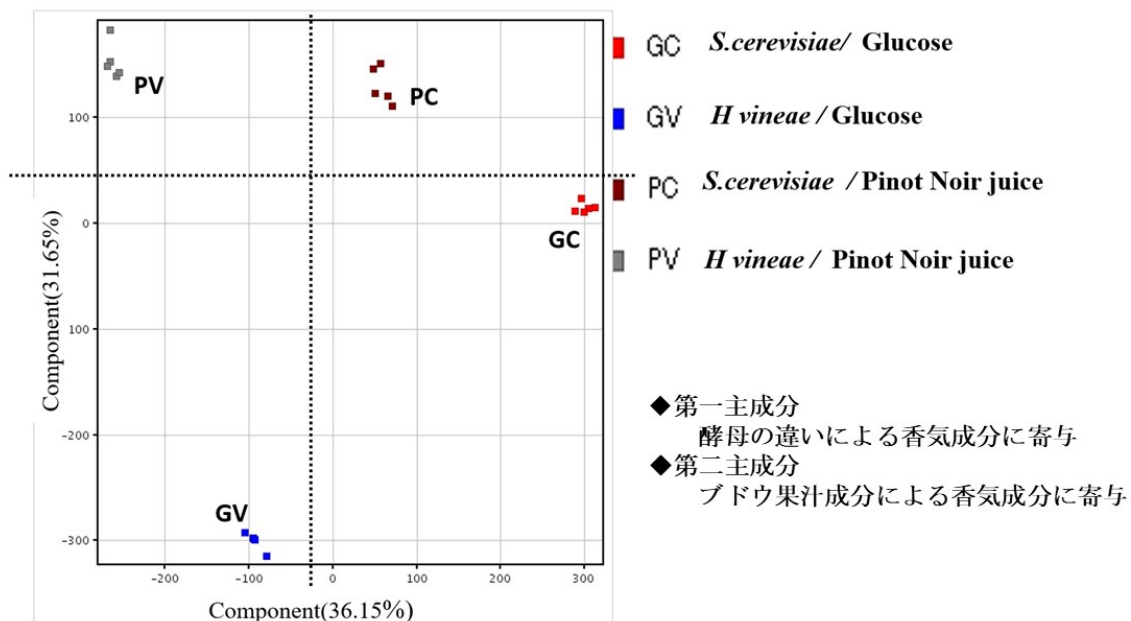 PV
PC
GC
GV
100
0
100
-200
-300
-200
-100
0
100
200
300
Component(31.65%)
Component(36.15%)
GC S.cerevisiae/ Glucose
GV H vineae / Glucose
PC S.cerevisiae / Pinot Noir juice
PV H vineae / Pinot Noir juice
◆第一主成分
酵母の違いによる香気成分に寄与
◆第二主成分
ブドウ果汁成分による香気成分に寄与